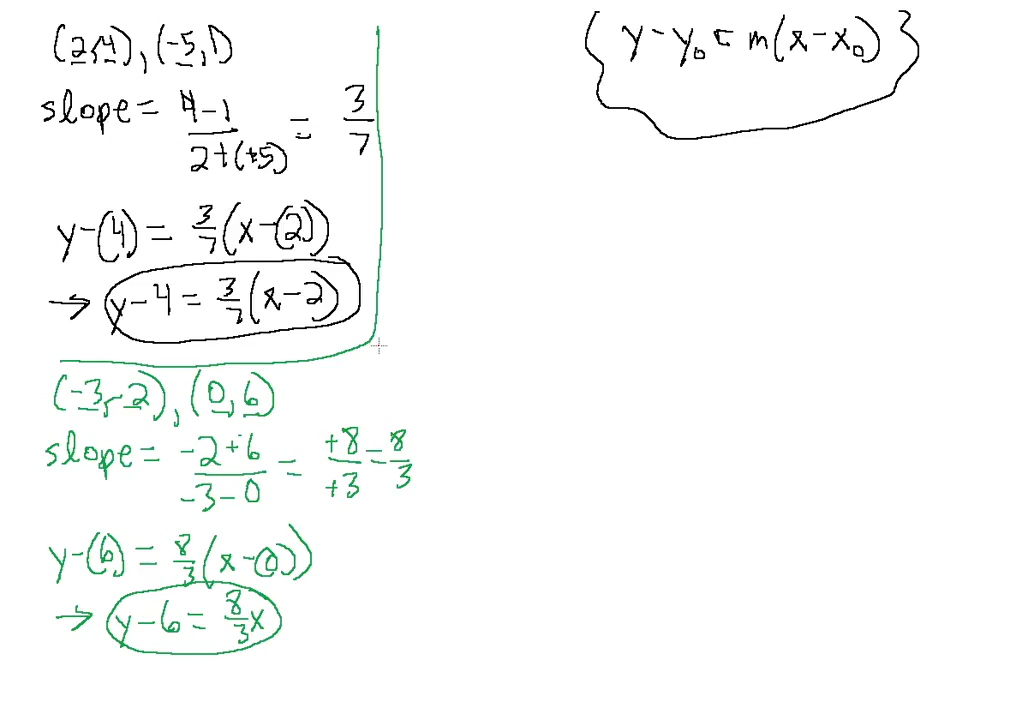 (2,4), (-5,1)
slope = 4-1 / 2+(+5) = 3/7
y-(4) = 3/7(x-(2))
→ y-4 = 3/7(x-2)
(-3,-2), (0,6)
slope = -2+6 / -3-0 = +8/+3 = 8/3
y-(6) = 8/3(x-(0))
→ y-6 = 8/3x
{ y-y₀ = m(x-x₀) }